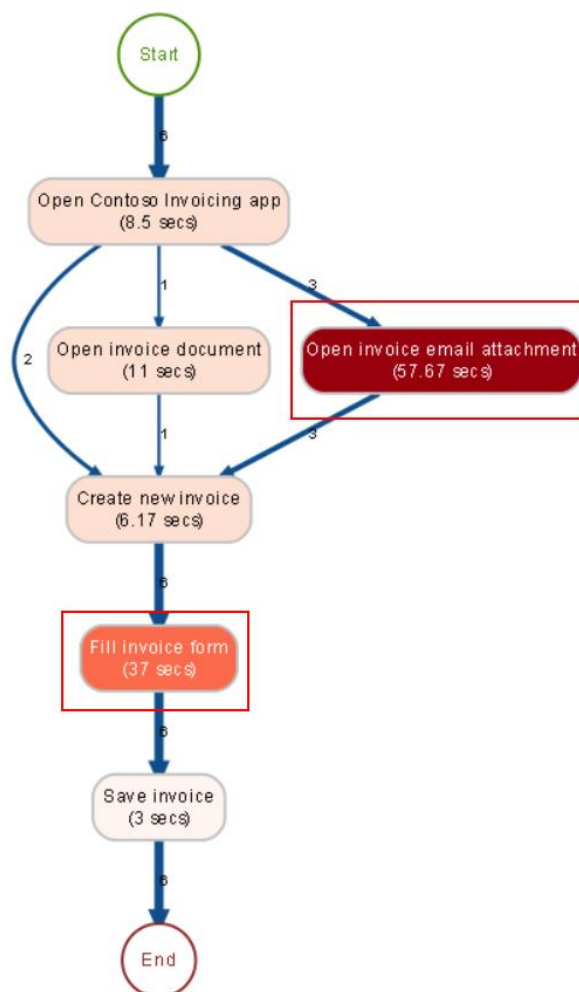 Start
6
Open Contoso Invoicing app
(8.5 secs)
1
3
2
Open invoice document
(11 secs)
Open invoice email attachment
(57.67 secs)
1
3
Create new invoice
(6.17 secs)
6
Fill invoice form
(37 secs)
6
Save invoice
(3 secs)
6
End